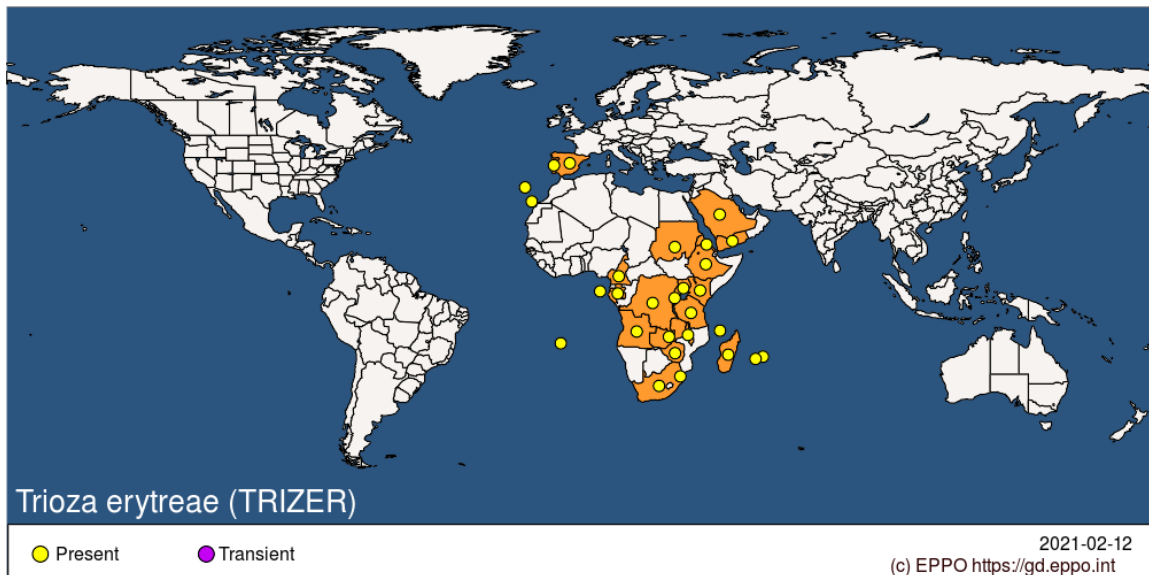 Trioza erytreae (TRIZER)
Present
Transient
2021-02-12
(c) EPPO https://gd.eppo.int